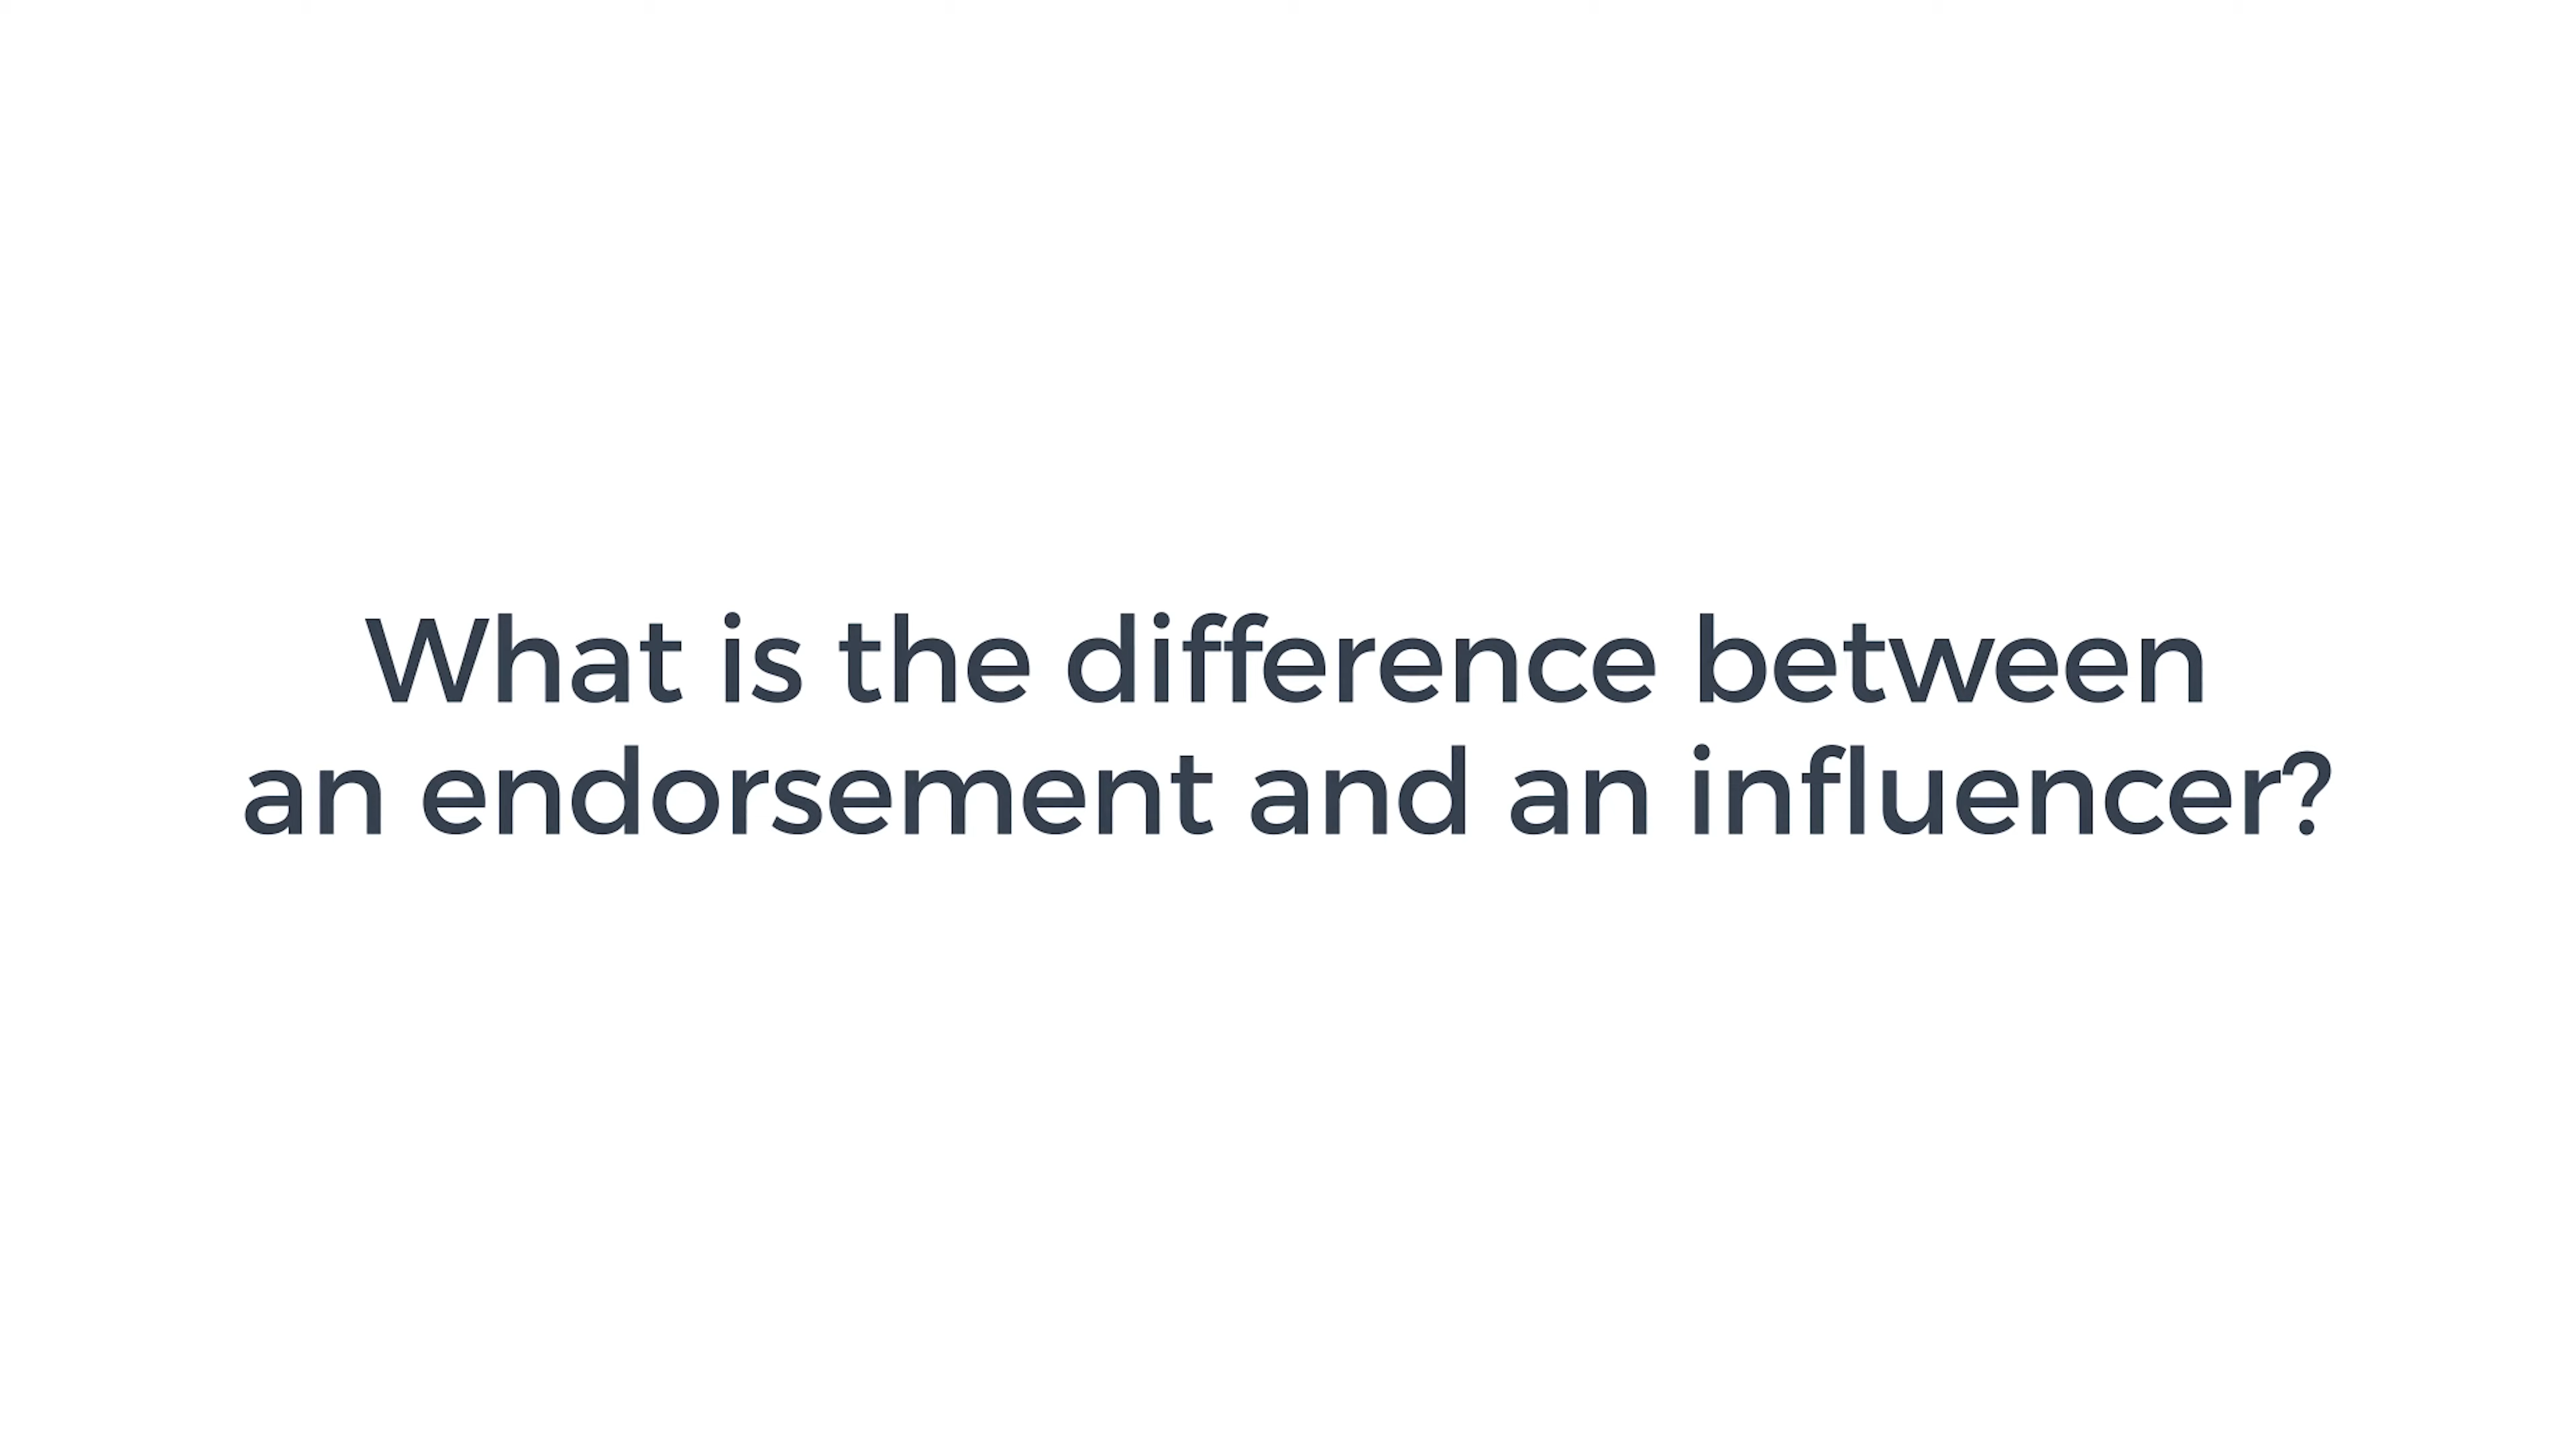 What is the difference between
an endorsement and an influencer?